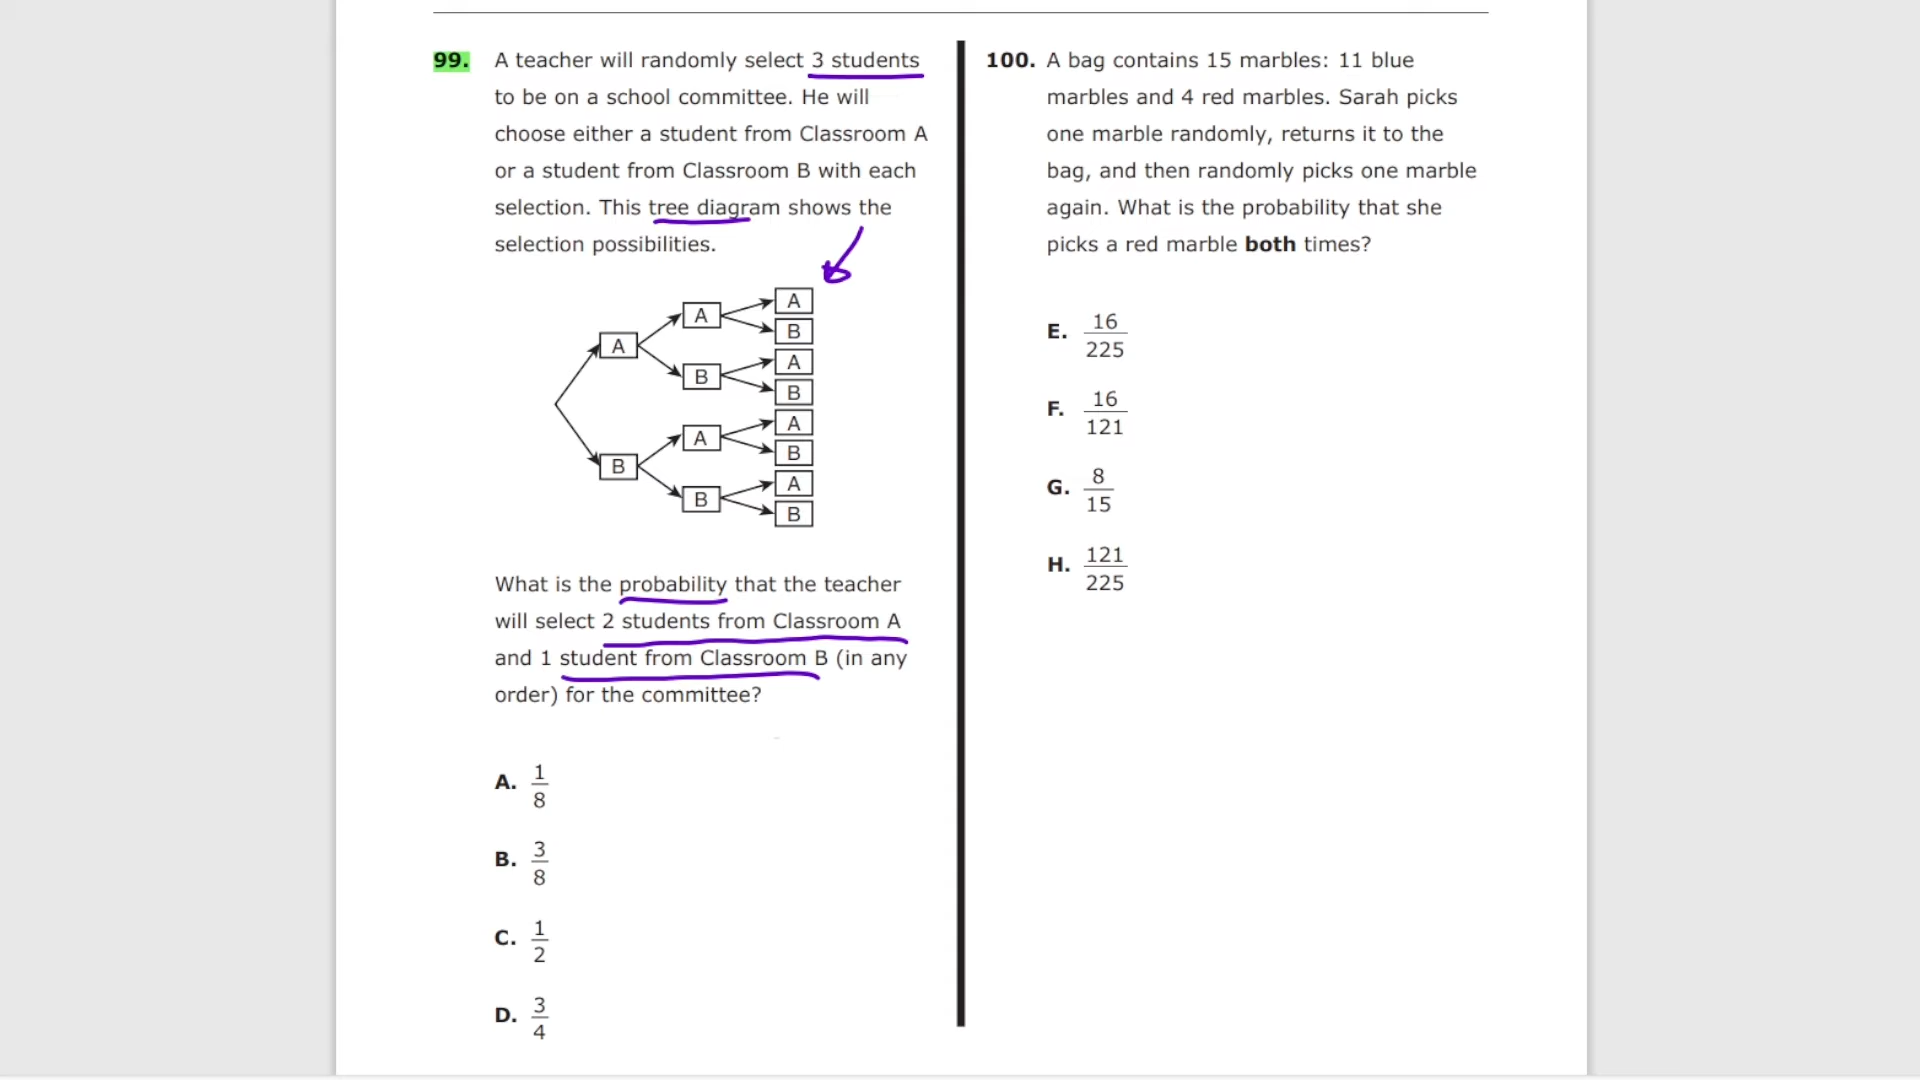 99. A teacher will randomly select 3 students
to be on a school committee. He will
choose either a student from Classroom A
or a student from Classroom B with each
selection. This tree diagram shows the
selection possibilities.
A
A
B
A
B
A
B
B
A
A
B
B
A
B
What is the probability that the teacher
will select 2 students from Classroom A
and 1 student from Classroom B (in any
order) for the committee?
A. 1/8
B. 3/8
C. 1/2
D. 3/4
100. A bag contains 15 marbles: 11 blue
marbles and 4 red marbles. Sarah picks
one marble randomly, returns it to the
bag, and then randomly picks one marble
again. What is the probability that she
picks a red marble both times?
E. 16/225
F. 16/121
G. 8/15
H. 121/225